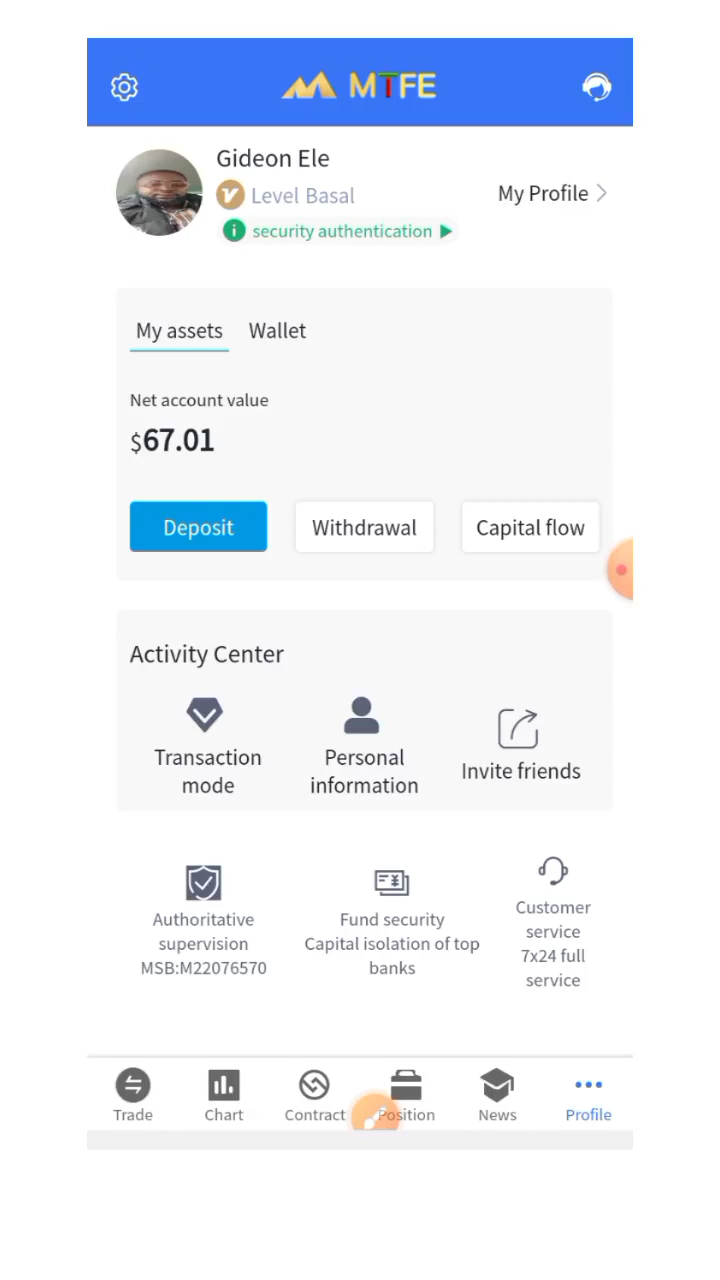 MTFE
Gideon Ele
Level Basal
My Profile
security authentication
My assets Wallet
Net account value
$67.01
Deposit Withdrawal Capital flow
Activity Center
Transaction
mode
Personal
information
Invite friends
Authoritative
supervision
MSB:M22076570
Fund security
Capital isolation of top
banks
Customer
service
7x24 full
service
Trade Chart Contract Position News Profile